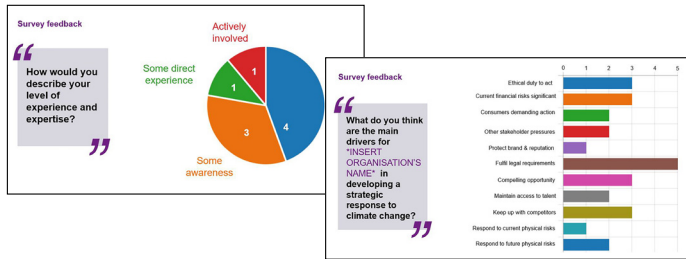 Survey feedback
“
How would you
describe your
level of
experience and
expertise?
”
Actively
involved
Some direct
experience
Some
awareness
1
1
3
4
Survey feedback
“
What do you think
are the main
drivers for
*INSERT
ORGANISATION'S
NAME* in
developing a
strategic
response to
climate change?
”
0 1 2 3 4 5
Ethical duty to act
Current financial risks significant
Consumers demanding action
Other stakeholder pressures
Protect brand & reputation
Fulfil legal requirements
Compelling opportunity
Maintain access to talent
Keep up with competitors
Respond to current physical risks
Respond to future physical risks